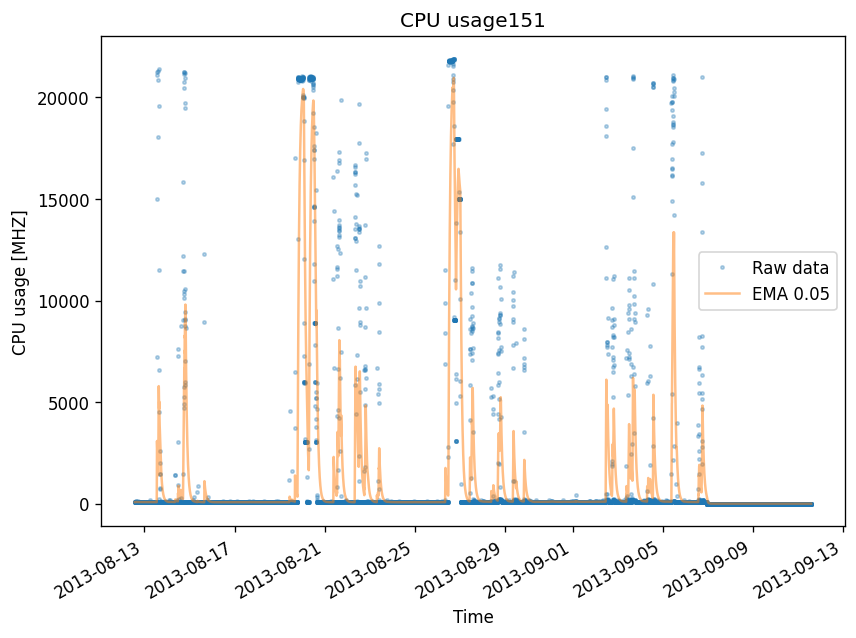 CPU usage151
CPU usage [MHZ]
20000
15000
10000
5000
0
Raw data
EMA 0.05
2013-08-13
2013-08-17
2013-08-21
2013-08-25
2013-08-29
2013-09-01
2013-09-05
2013-09-09
2013-09-13
Time